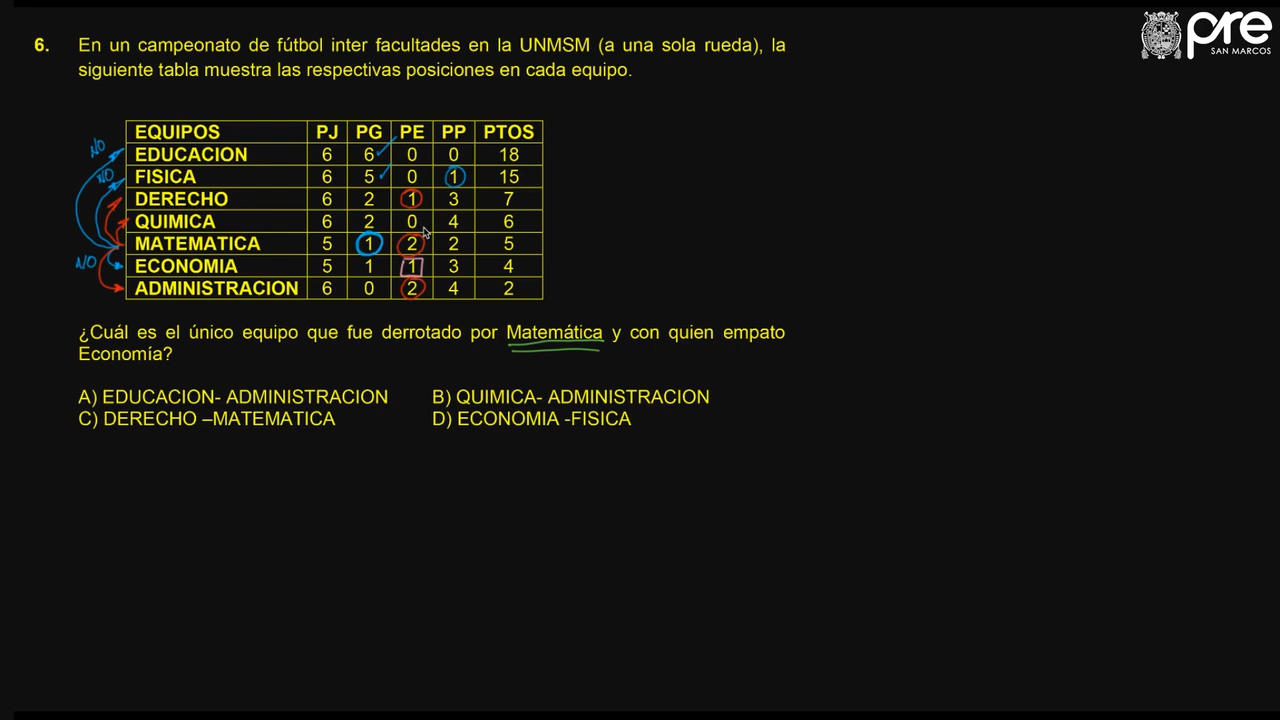 pre
SAN MARCOS
6. En un campeonato de fútbol inter facultades en la UNMSM (a una sola rueda), la
siguiente tabla muestra las respectivas posiciones en cada equipo.
EQUIPOS PJ PG PE PP PTOS
NO EDUCACION 6 6 0 0 18
NO FISICA 6 5 0 1 15
DERECHO 6 2 1 3 7
QUIMICA 6 2 0 4 6
MATEMATICA 5 1 2 2 5
NO ECONOMIA 5 1 1 3 4
ADMINISTRACION 6 0 2 4 2
¿Cuál es el único equipo que fue derrotado por Matemática y con quien empato
Economía?
A) EDUCACION- ADMINISTRACION B) QUIMICA- ADMINISTRACION
C) DERECHO –MATEMATICA D) ECONOMIA -FISICA